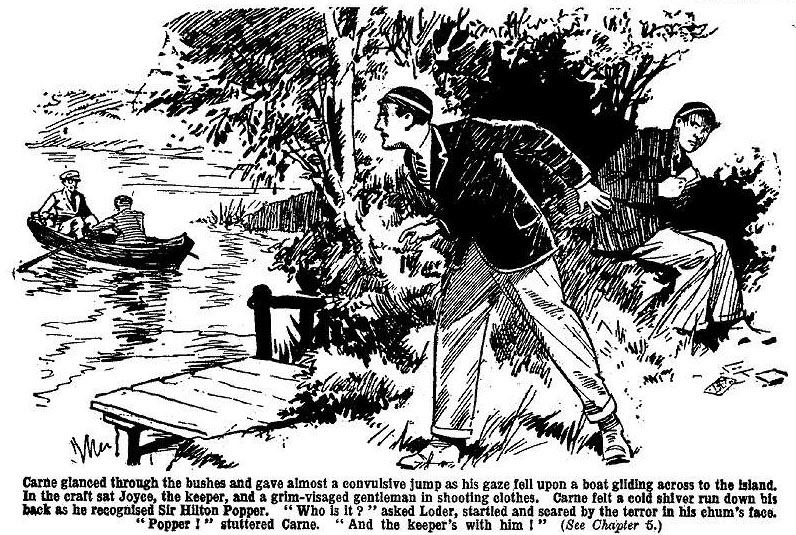 Carne glanced through the bushes and gave almost a convulsive jump as his gaze fell upon a boat gliding across to the island.
In the craft sat Joyce, the keeper, and a grim-visaged gentleman in shooting clothes. Carne felt a cold shiver run down his
back as he recognised Sir Hilton Popper. "Who is it?" asked Loder, startled and scared by the terror in his chum's face.
"Popper!" stuttered Carne. "And the keeper's with him!" (See Chapter 5.)